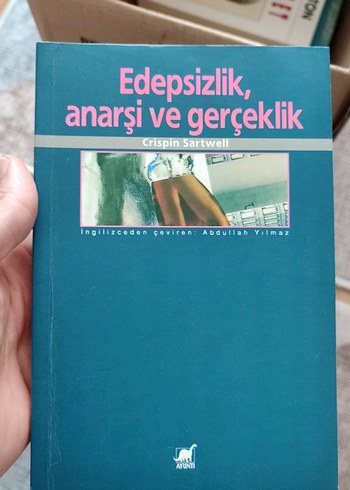 Edepsizlik,
anarşi ve gerçeklik
Crispin Sartwell
İngilizceden çeviren: Abdullah Yılmaz
AYRINTI